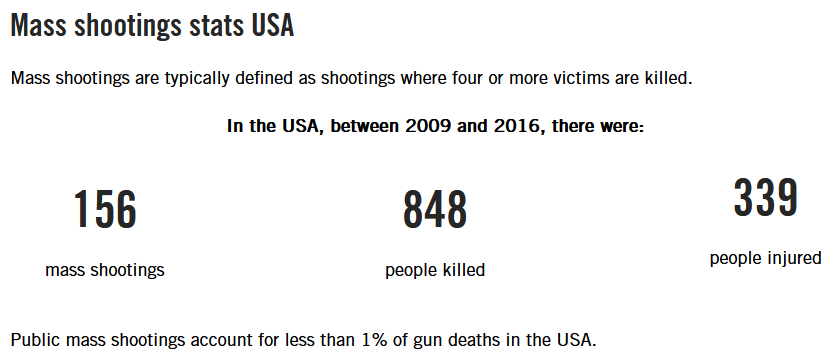 Mass shootings stats USA
Mass shootings are typically defined as shootings where four or more victims are killed.
In the USA, between 2009 and 2016, there were:
156
848
339
mass shootings
people killed
people injured
Public mass shootings account for less than 1% of gun deaths in the USA.